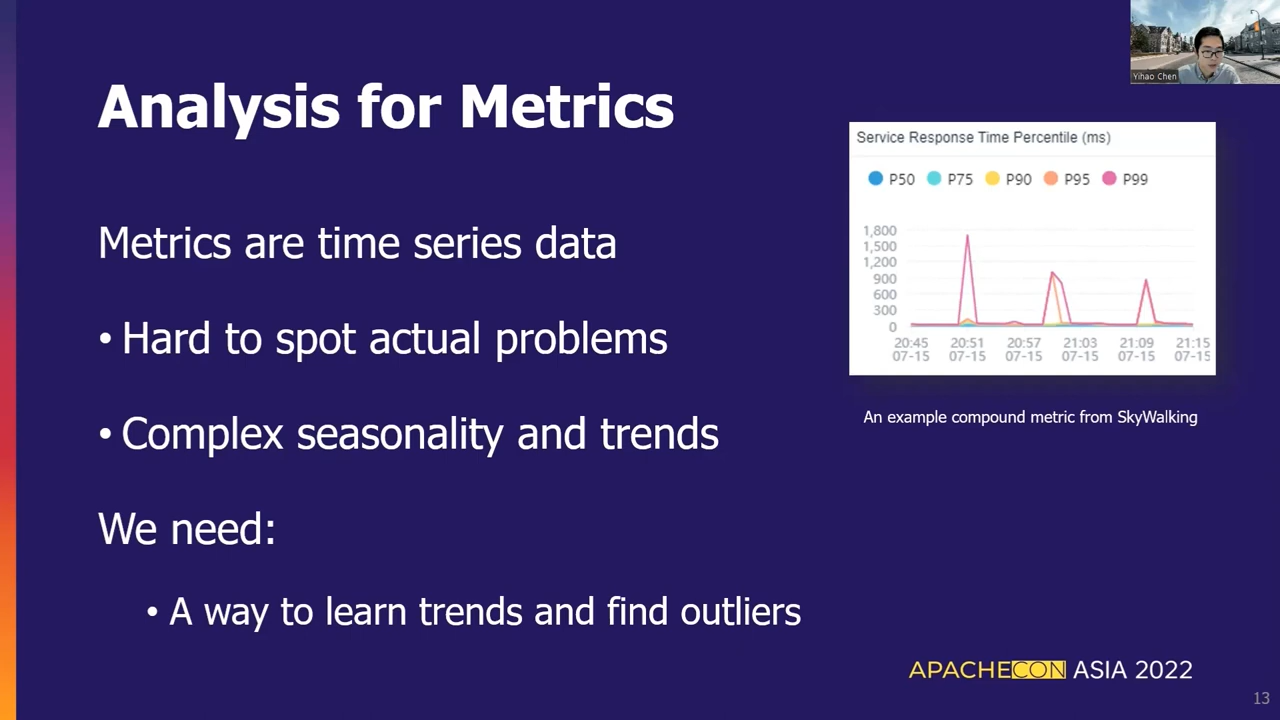 Yihao Chen
Analysis for Metrics
Metrics are time series data
• Hard to spot actual problems
• Complex seasonality and trends
We need:
• A way to learn trends and find outliers
Service Response Time Percentile (ms)
P50 P75 P90 P95 P99
1,800
1,500
1,200
900
600
300
0
20:45 20:51 20:57 21:03 21:09 21:15
07-15 07-15 07-15 07-15 07-15 07-15
An example compound metric from SkyWalking
APACHECON ASIA 2022
13